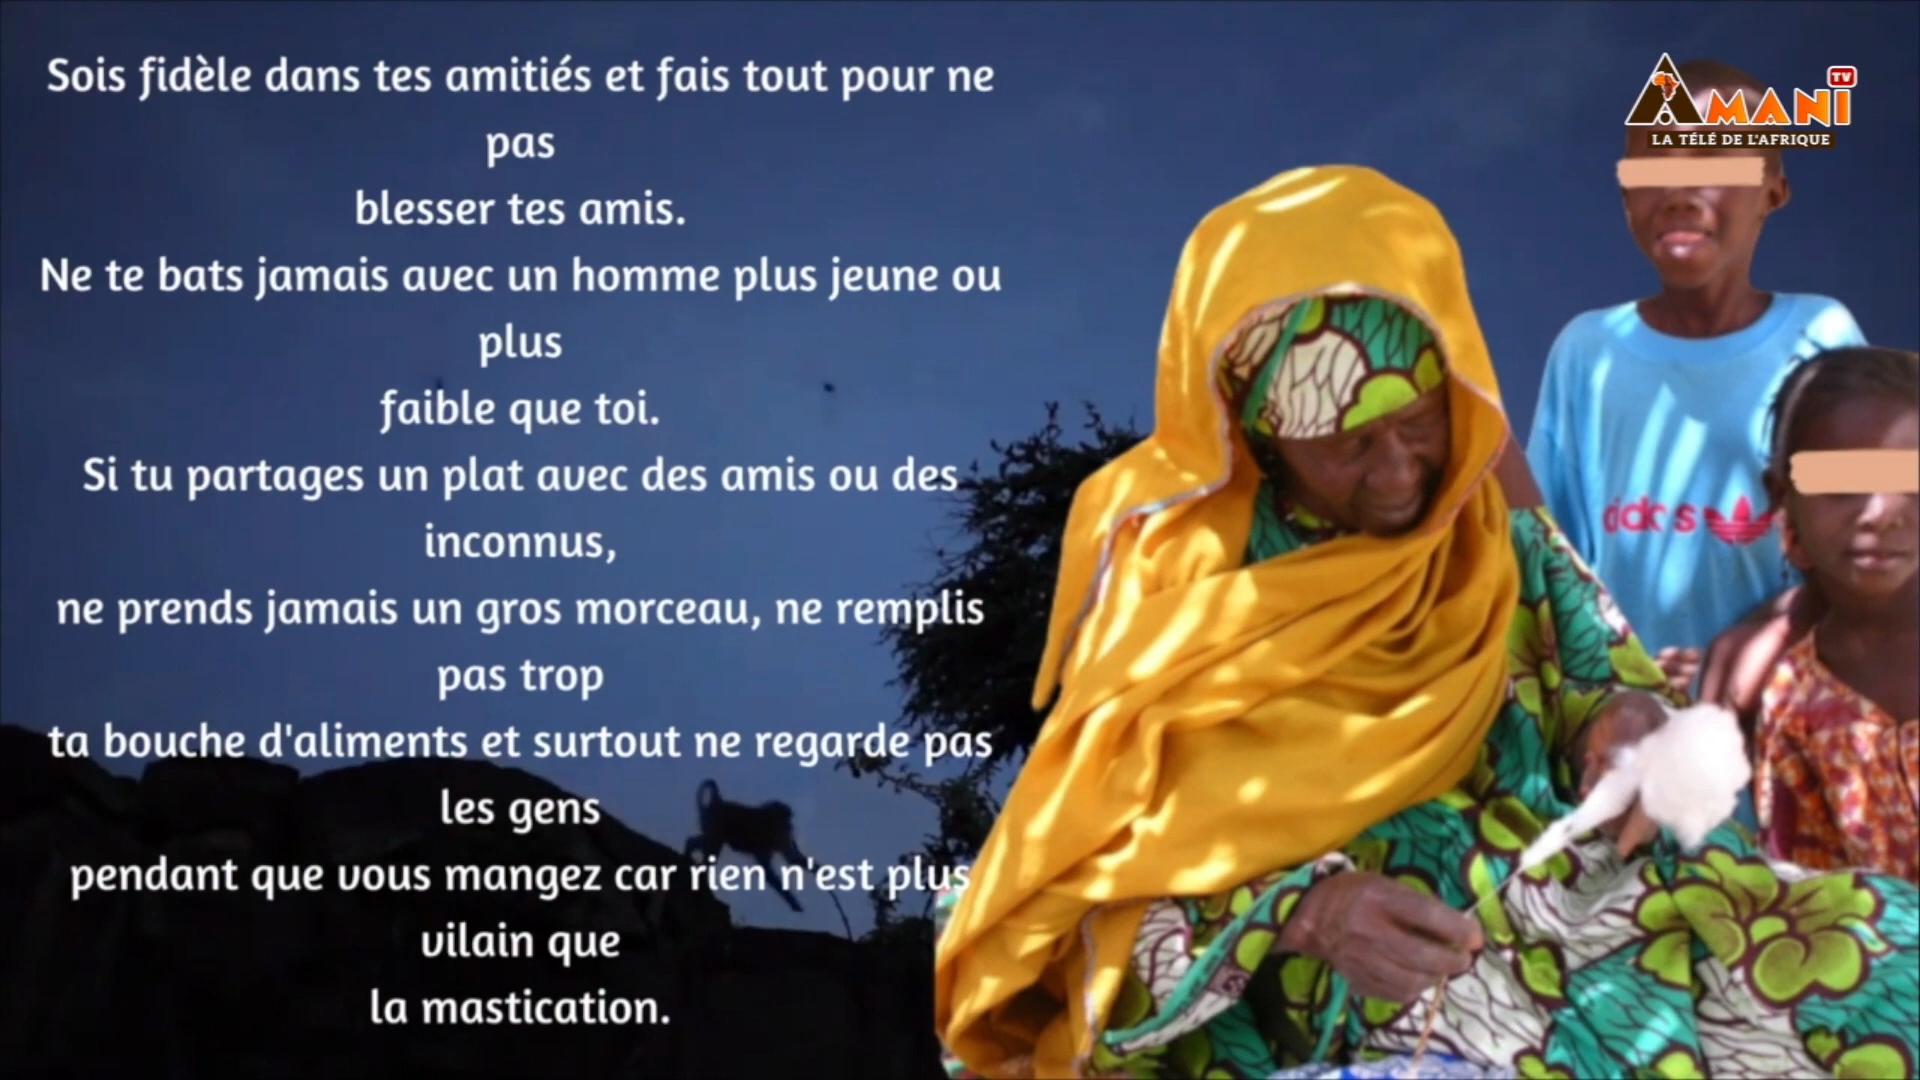 Sois fidèle dans tes amitiés et fais tout pour ne
pas
blesser tes amis.
Ne te bats jamais avec un homme plus jeune ou
plus
faible que toi.
Si tu partages un plat avec des amis ou des
inconnus,
ne prends jamais un gros morceau, ne remplis
pas trop
ta bouche d'aliments et surtout ne regarde pas
les gens
pendant que vous mangez car rien n'est plus
vilain que
la mastication.
AMANI TV
LA TÉLÉ DE L'AFRIQUE
adidas